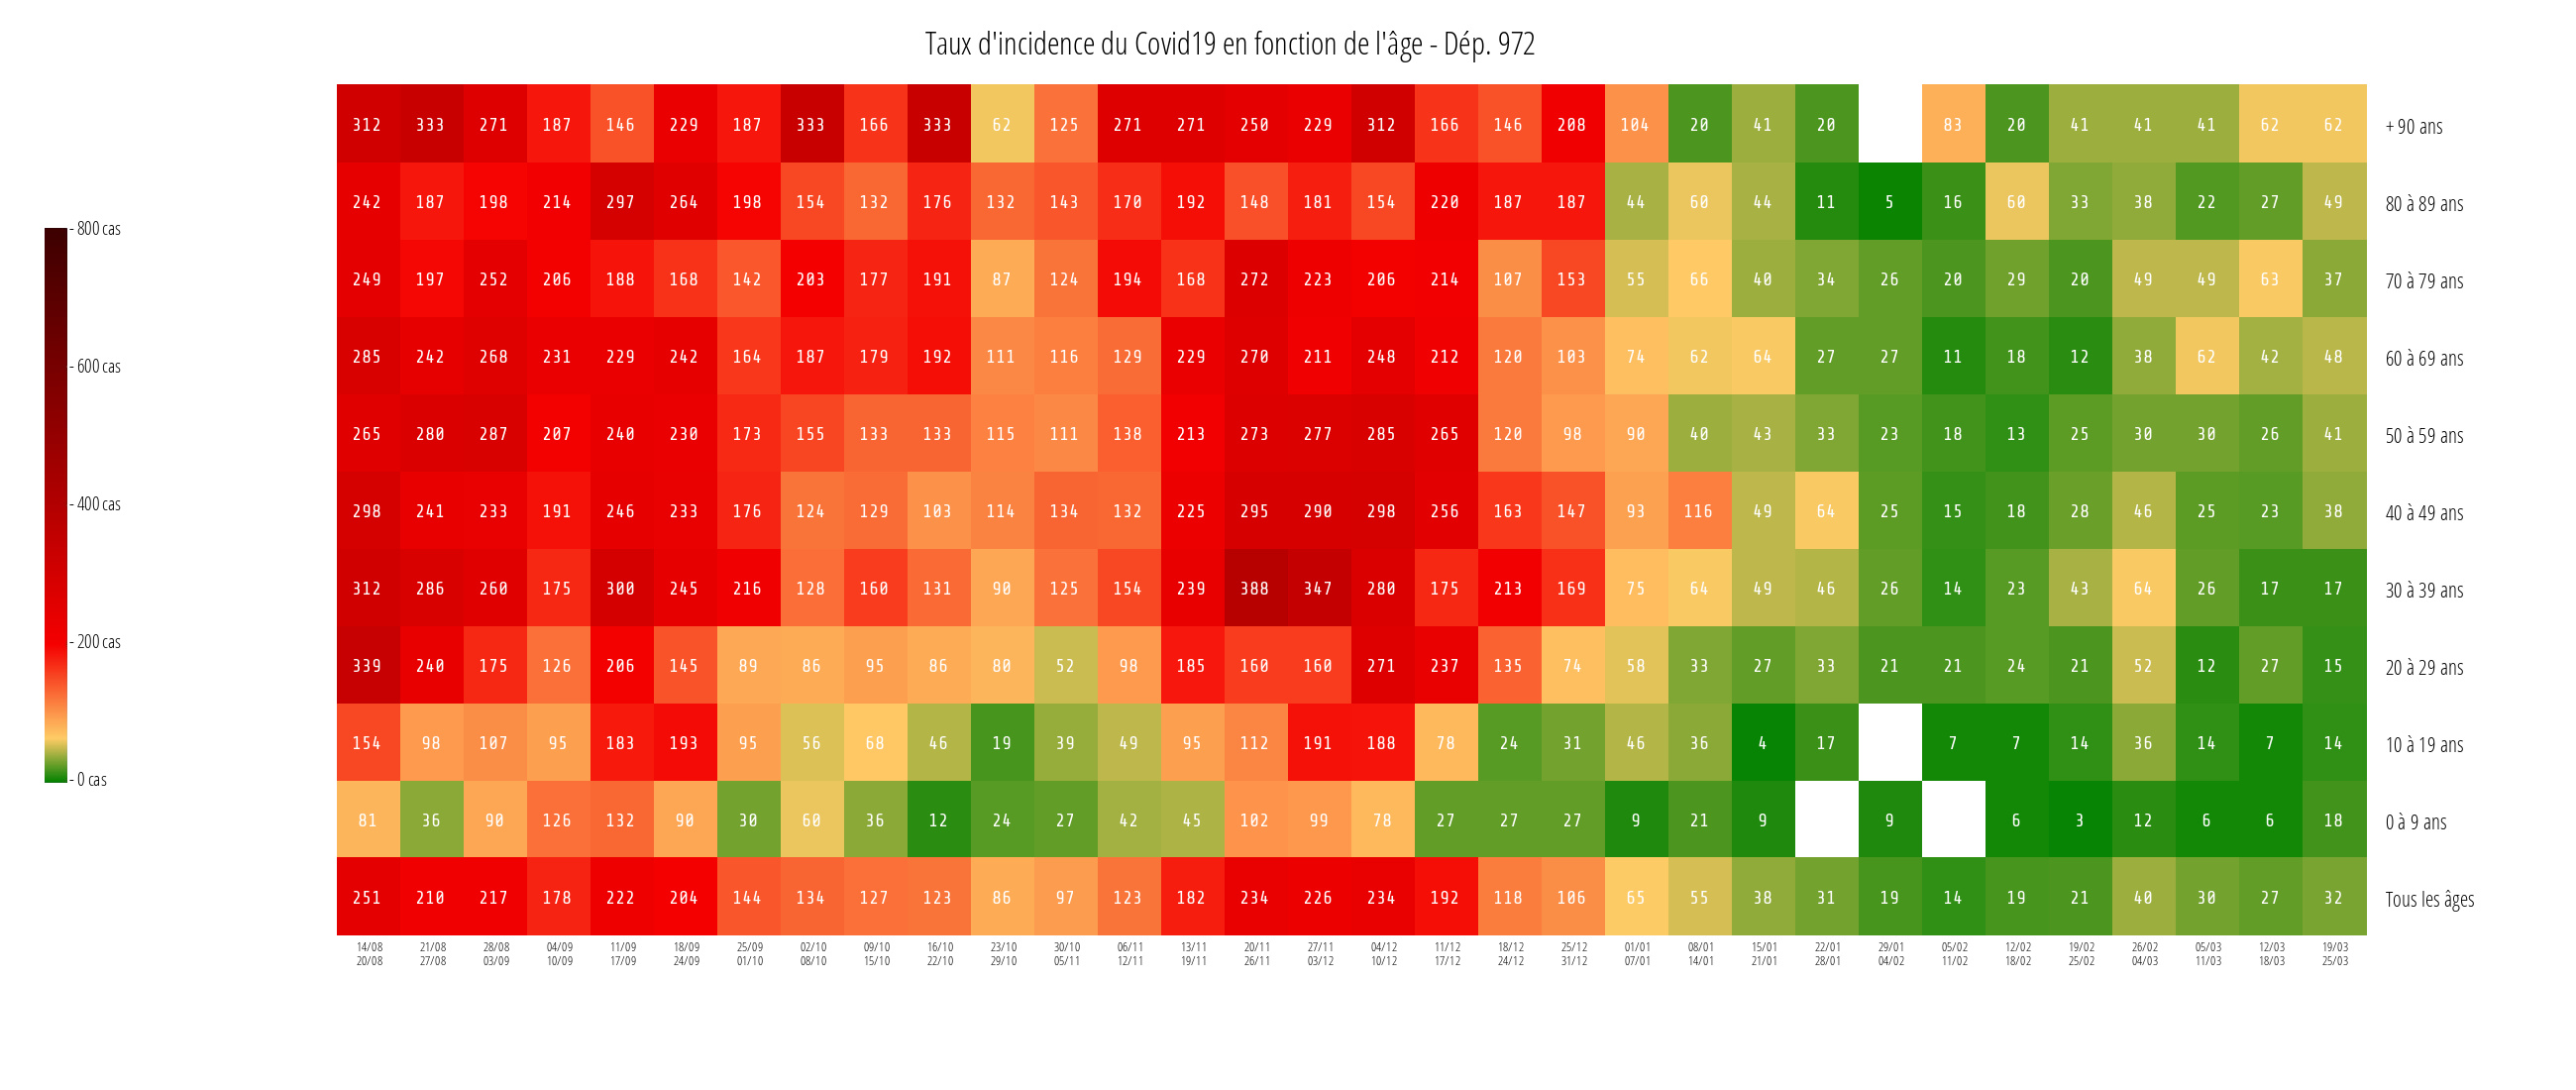 Taux d'incidence du Covid19 en fonction de l'âge - Dép. 972
312 333 271 187 146 229 187 333 166 333 62 125 271 271 250 229 312 166 146 208 104 20 41 20 83 20 41 41 41 62 62 + 90 ans
242 187 198 214 297 264 198 154 132 176 132 143 170 192 148 181 154 220 187 187 44 60 44 11 5 16 60 33 38 22 27 49 80 à 89 ans
249 197 252 206 188 168 142 203 177 191 87 124 194 168 272 223 206 214 107 153 55 66 40 34 26 20 29 20 49 49 63 37 70 à 79 ans
285 242 268 231 229 242 164 187 179 192 111 116 129 229 270 211 248 212 120 103 74 62 64 27 27 11 18 12 38 62 42 48 60 à 69 ans
265 280 287 207 240 230 173 155 133 133 115 111 138 213 273 277 285 265 120 98 90 40 43 33 23 18 13 25 30 30 26 41 50 à 59 ans
298 241 233 191 246 233 176 124 129 103 114 134 132 225 295 290 298 256 163 147 93 116 49 64 25 15 18 28 46 25 23 38 40 à 49 ans
312 286 260 175 300 245 216 128 160 131 90 125 154 239 388 347 280 175 213 169 75 64 49 46 26 14 23 43 64 26 17 17 30 à 39 ans
339 240 175 126 206 145 89 86 95 86 80 52 98 185 160 160 271 237 135 74 58 33 27 33 21 21 24 21 52 12 27 15 20 à 29 ans
154 98 107 95 183 193 95 56 68 46 19 39 49 95 112 191 188 78 24 31 46 36 4 17 7 7 14 36 14 7 14 10 à 19 ans
81 36 90 126 132 90 30 60 36 12 24 27 42 45 102 99 78 27 27 27 9 21 9 9 6 3 12 6 6 18 0 à 9 ans
251 210 217 178 222 204 144 134 127 123 86 97 123 182 234 226 234 192 118 106 65 55 38 31 19 14 19 21 40 30 27 32 Tous les âges
14/08 21/08 28/08 04/09 11/09 18/09 25/09 02/10 09/10 16/10 23/10 30/10 06/11 13/11 20/11 27/11 04/12 11/12 18/12 25/12 01/01 08/01 15/01 22/01 29/01 05/02 12/02 19/02 26/02 05/03 12/03 19/03
20/08 27/08 03/09 10/09 17/09 24/09 01/10 08/10 15/10 22/10 29/10 05/11 12/11 19/11 26/11 03/12 10/12 17/12 24/12 31/12 07/01 14/01 21/01 28/01 04/02 11/02 18/02 25/02 04/03 11/03 18/03 25/03
- 800 cas
- 600 cas
- 400 cas
- 200 cas
- 0 cas